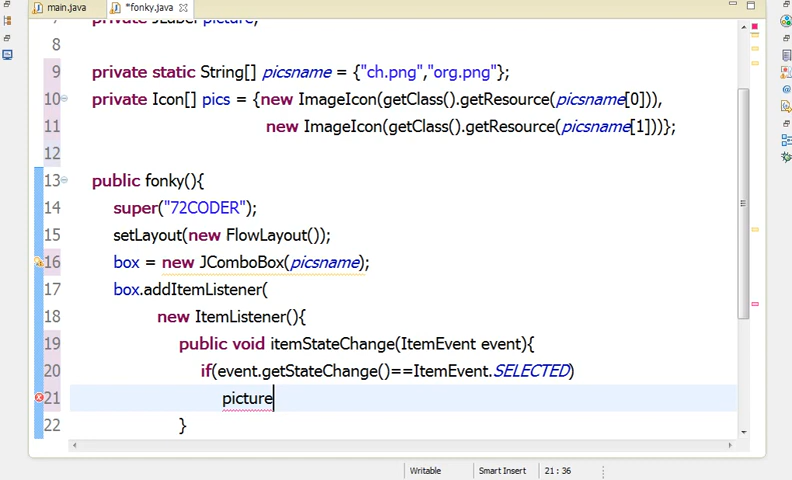 main.java
*fonky.java
private JLabel picture;
8
9 private static String[] picsname = {"ch.png","org.png"};
10 private Icon[] pics = {new ImageIcon(getClass().getResource(picsname[0])),
11 new ImageIcon(getClass().getResource(picsname[1]))};
12
13 public fonky(){
14 super("72CODER");
15 setLayout(new FlowLayout());
16 box = new JComboBox(picsname);
17 box.addItemListener(
18 new ItemListener(){
19 public void itemStateChange(ItemEvent event){
20 if(event.getStateChange()==ItemEvent.SELECTED)
21 picture
22 }
Writable
Smart Insert
21 : 36